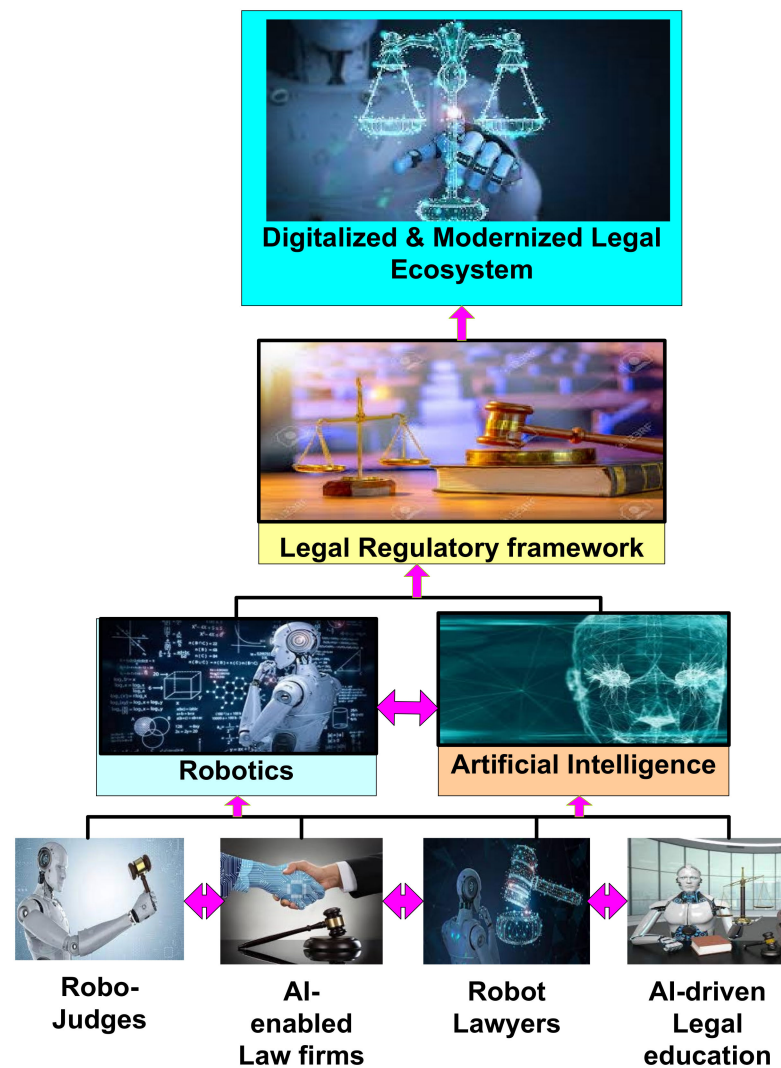 Digitalized & Modernized Legal
Ecosystem
Legal Regulatory framework
Robotics
Artificial Intelligence
Robo-
Judges
AI-
enabled
Law firms
Robot
Lawyers
AI-driven
Legal
education